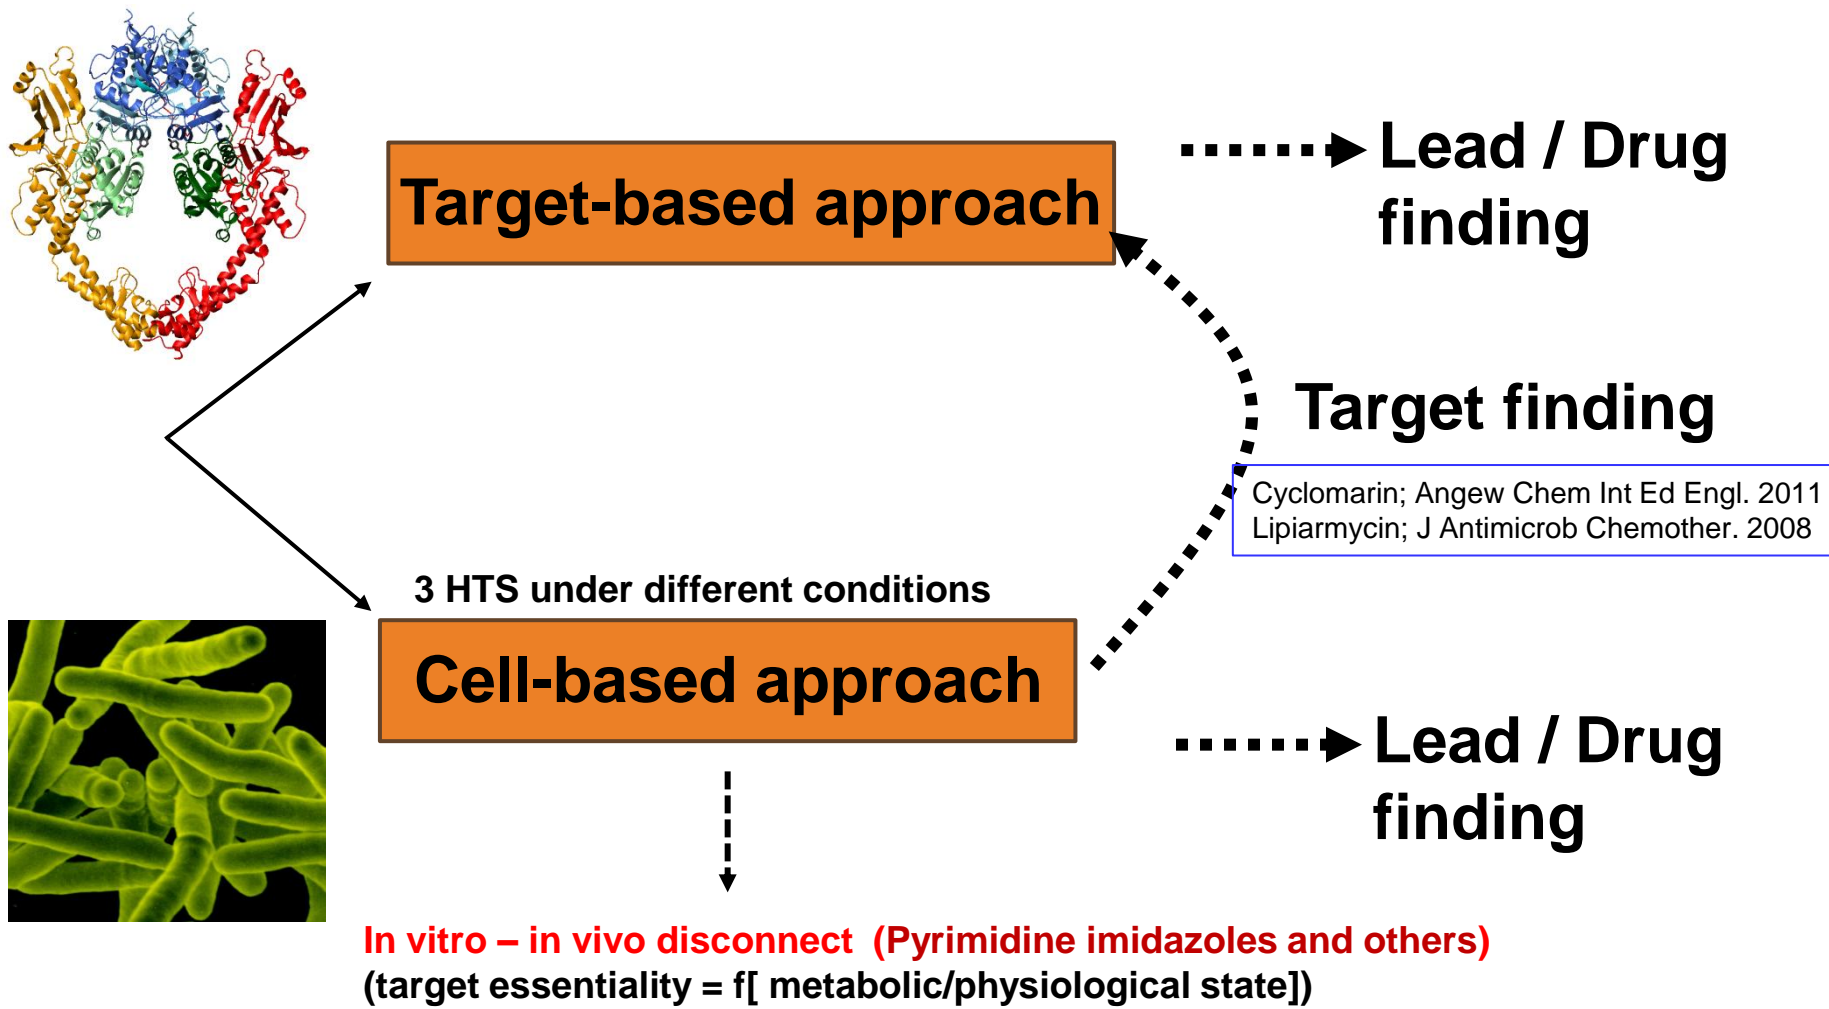 Target-based approach
Lead / Drug
finding
Target finding
Cyclomarin; Angew Chem Int Ed Engl. 2011
Lipiarmycin; J Antimicrob Chemother. 2008
3 HTS under different conditions
Cell-based approach
Lead / Drug
finding
In vitro – in vivo disconnect (Pyrimidine imidazoles and others)
(target essentiality = f[ metabolic/physiological state])